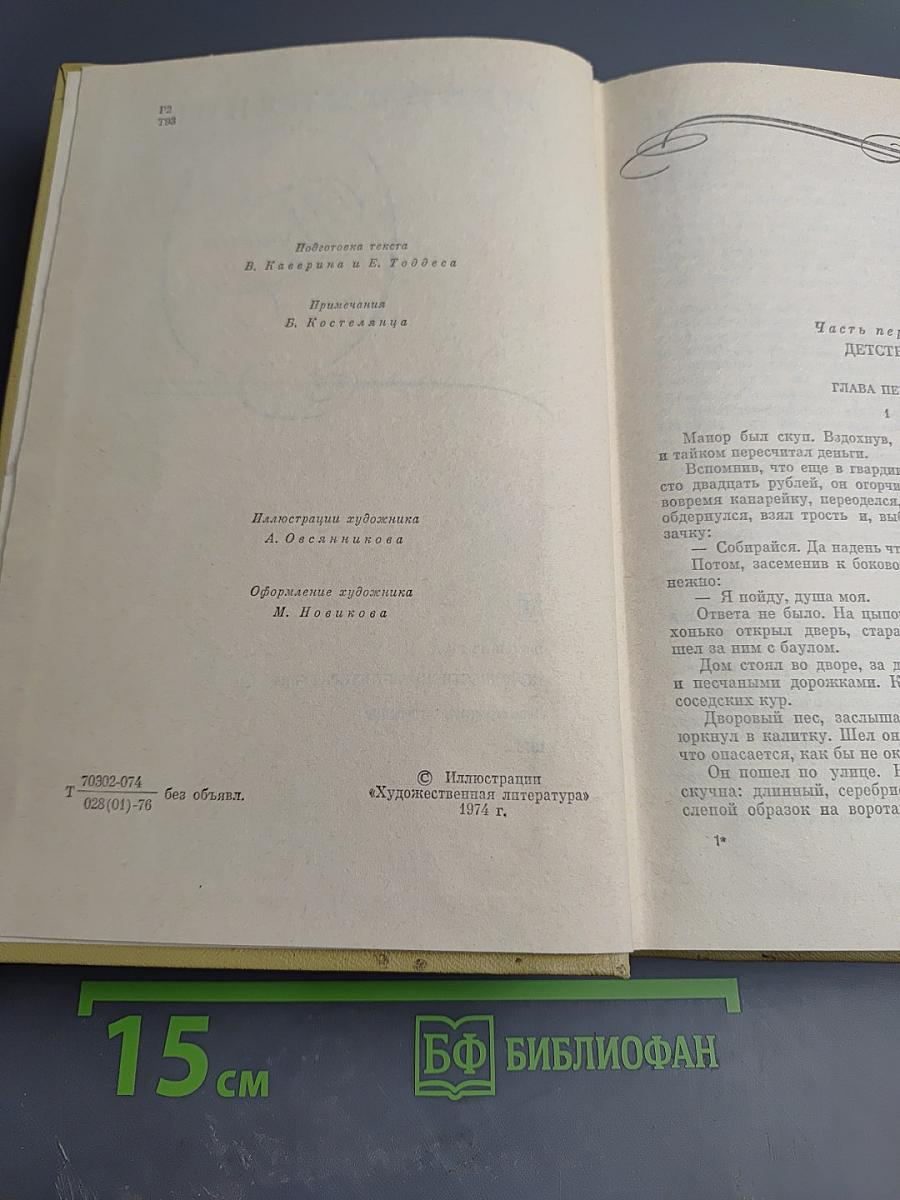 Р2
Т93
Подготовка текста
В. Каверина и Е. Тоддеса
Примечания
Б. Костелянца
Иллюстрации художника
А. Овсянникова
Оформление художника
М. Новикова
Т 70302-074
028(01)-76 без объявл.
© Иллюстрации
«Художественная литература»
1974 г.
Часть пер
ДЕТСТВ
ГЛАВА ПЕ
1
Маиор был скуп. Вздохнув,
и тайком пересчитал деньги.
Вспомнив, что еще в гварди
сто двадцать рублей, он огорчи
вовремя канарейку, переоделся,
обдернулся, взял трость и, выб
зачку:
— Собирайся. Да надень чт
Потом, засеменив к боково
нежно:
— Я пойду, душа моя.
Ответа не было. На цыпо
хонько открыл дверь, стара
шел за ним с баулом.
Дом стоял во дворе, за д
и песчаными дорожками. К
соседских кур.
Дворовый пес, заслыша
юркнул в калитку. Шел он
что опасается, как бы не ок
Он пошел по улице. Н
скучна: длинный, серебри
слепой образок на ворота
1*
15 см
БФ БИБЛИОФАН